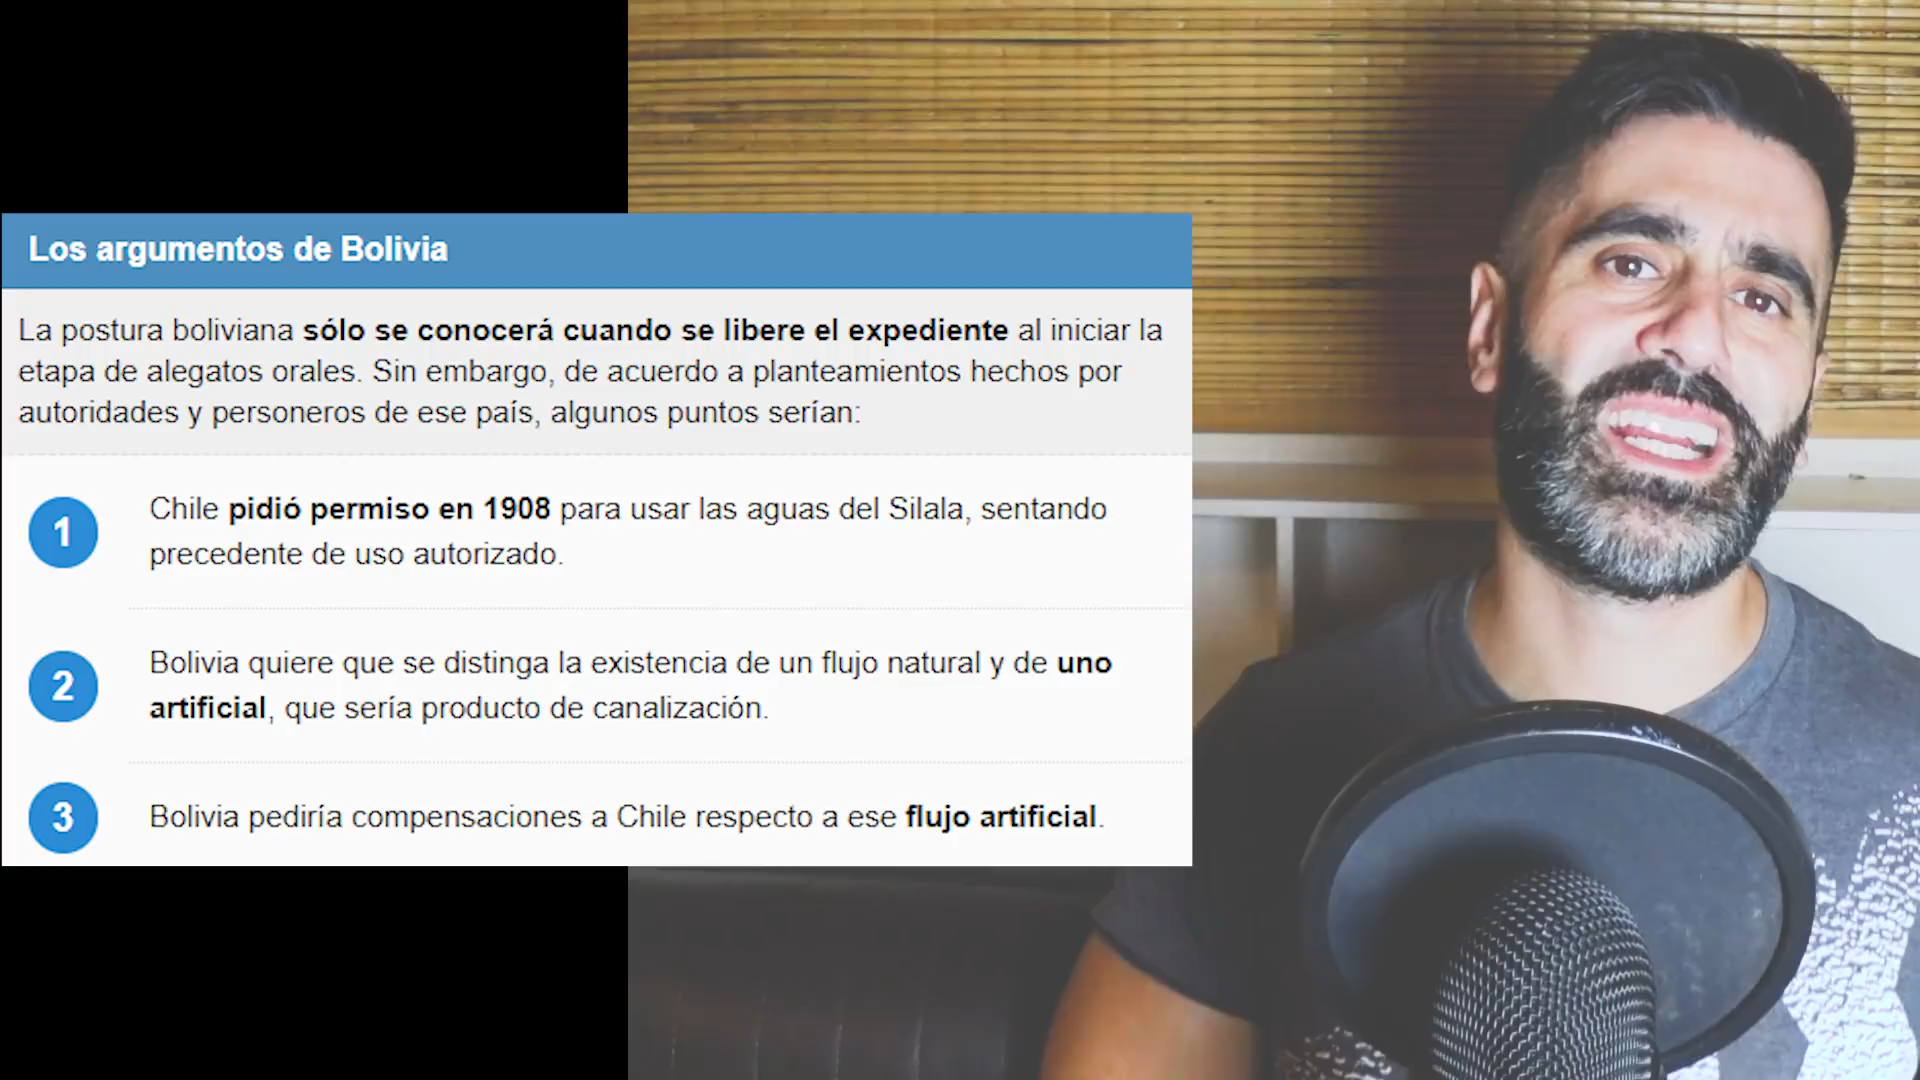 Los argumentos de Bolivia
La postura boliviana sólo se conocerá cuando se libere el expediente al iniciar la
etapa de alegatos orales. Sin embargo, de acuerdo a planteamientos hechos por
autoridades y personeros de ese país, algunos puntos serían:
1
Chile pidió permiso en 1908 para usar las aguas del Silala, sentando
precedente de uso autorizado.
2
Bolivia quiere que se distinga la existencia de un flujo natural y de uno
artificial, que sería producto de canalización.
3
Bolivia pediría compensaciones a Chile respecto a ese flujo artificial.